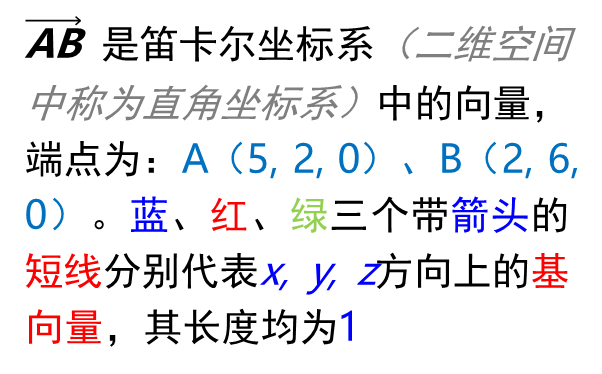 AB 是笛卡尔坐标系（二维空间
中称为直角坐标系）中的向量，
端点为：A（5, 2, 0）、B（2, 6,
0）。蓝、红、绿三个带箭头的
短线分别代表x, y, z方向上的基
向量，其长度均为1